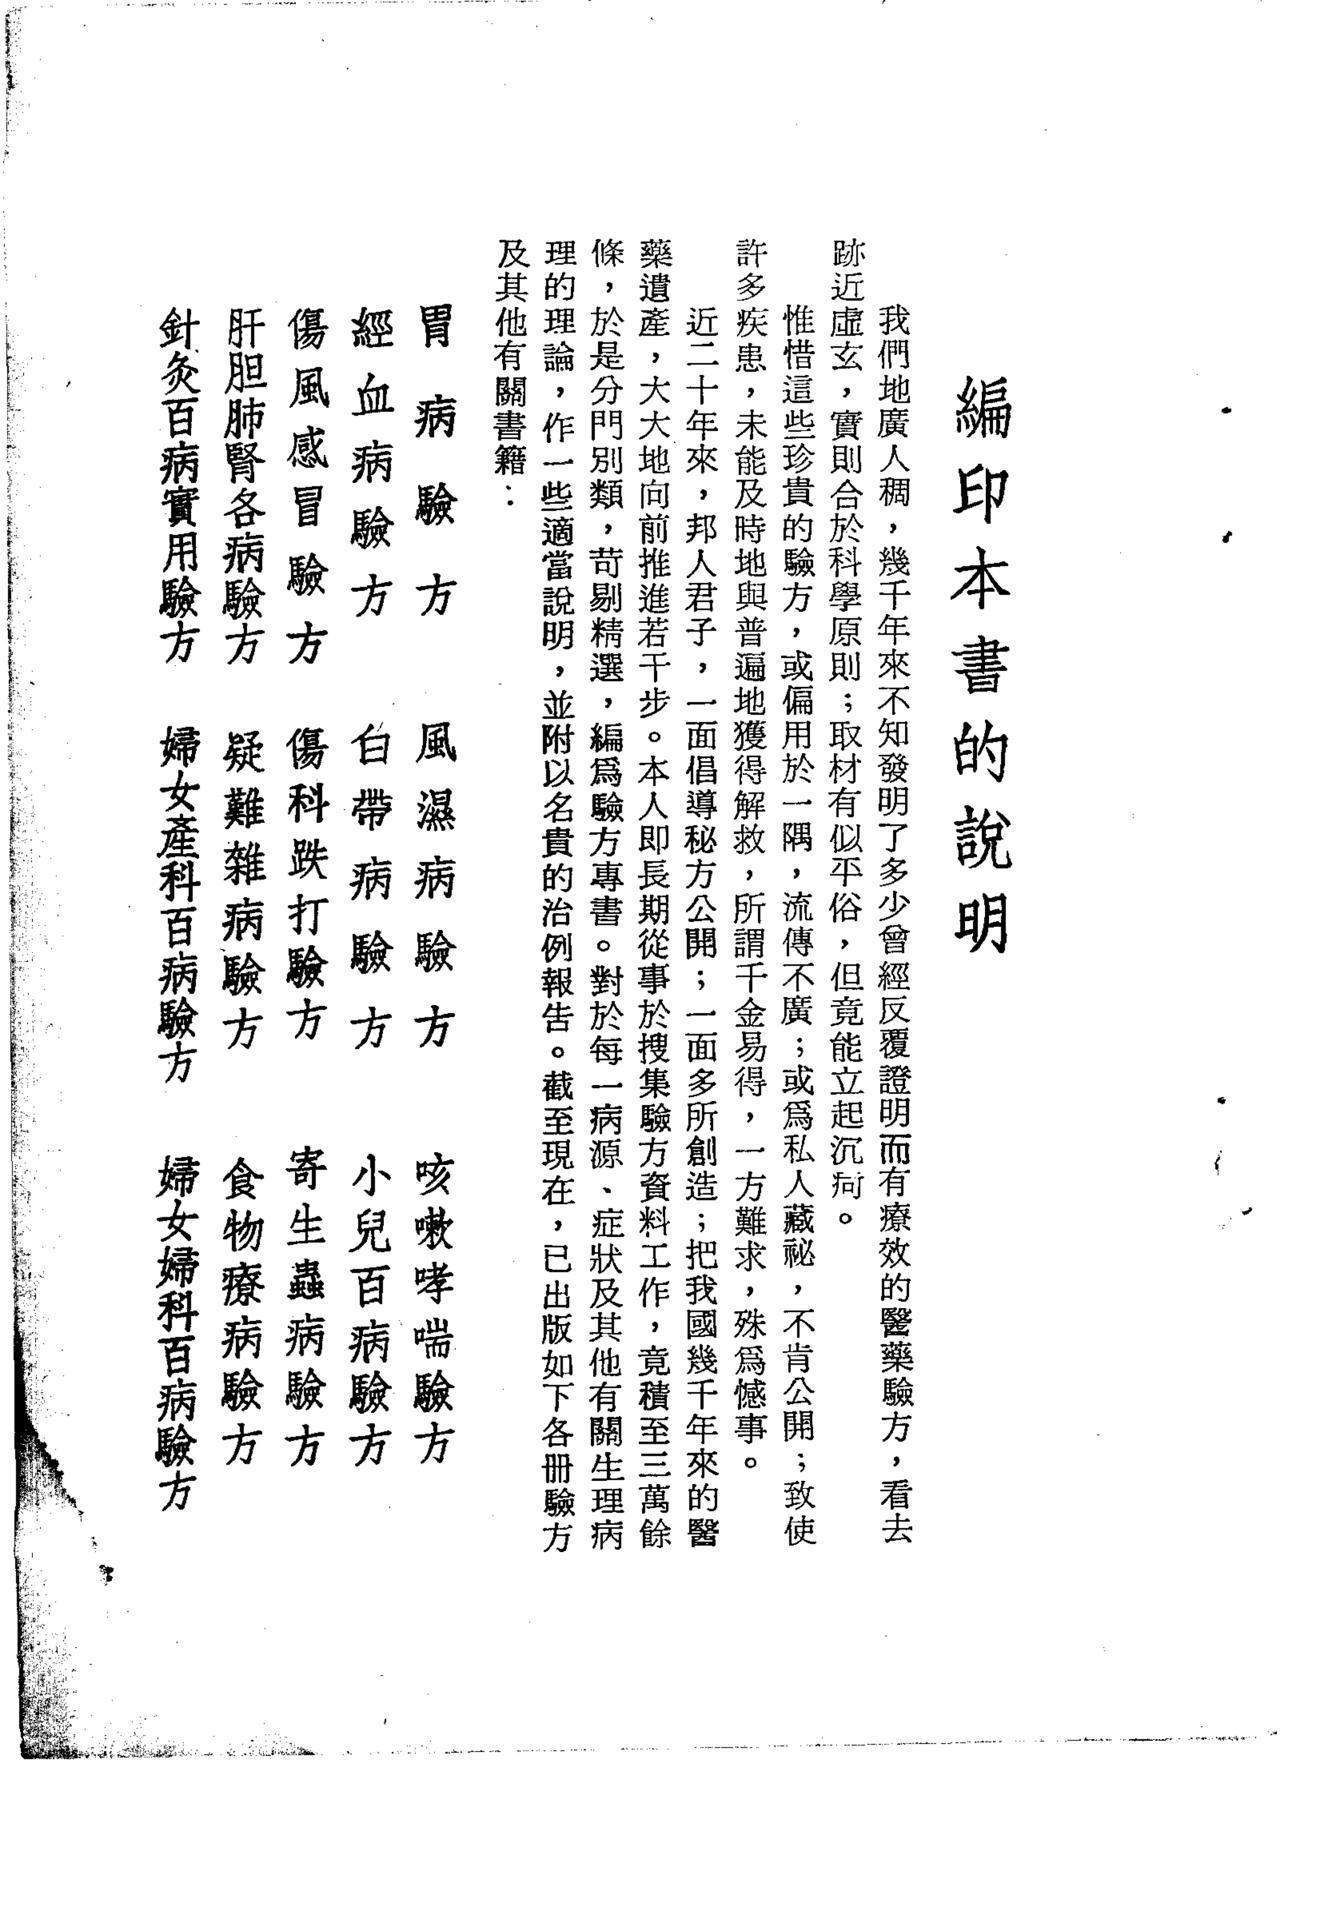 編印本書的說明
我們地廣人稠，幾千年來不知發明了多少曾經反覆證明而有療效的醫藥驗方，看去
跡近虛玄，實則合於科學原則；取材有似平俗，但竟能立起沉疴。
惟惜這些珍貴的驗方，或偏用於一隅，流傳不廣；或爲私人藏祕，不肯公開；致使
許多疾患，未能及時地與普遍地獲得解救，所謂千金易得，一方難求，殊爲憾事。
近二十年來，邦人君子，一面倡導秘方公開；一面多所創造；把我國幾千年來的醫
藥遺產，大大地向前推進若干步。本人即長期從事於搜集驗方資料工作，竟積至三萬餘
條，於是分門別類，苛剔精選，編爲驗方專書。對於每一病源、症狀及其他有關生理病
理的理論，作一些適當說明，並附以名貴的治例報告。截至現在，已出版如下各冊驗方
及其他有關書籍：
胃病驗方　風濕病驗方　咳嗽哮喘驗方
經血病驗方　白帶病驗方　小兒百病驗方
傷風感冒驗方　傷科跌打驗方　寄生蟲病驗方
肝胆肺腎各病驗方　疑難雜病驗方　食物療病驗方
針灸百病實用驗方　婦女產科百病驗方　婦女婦科百病驗方